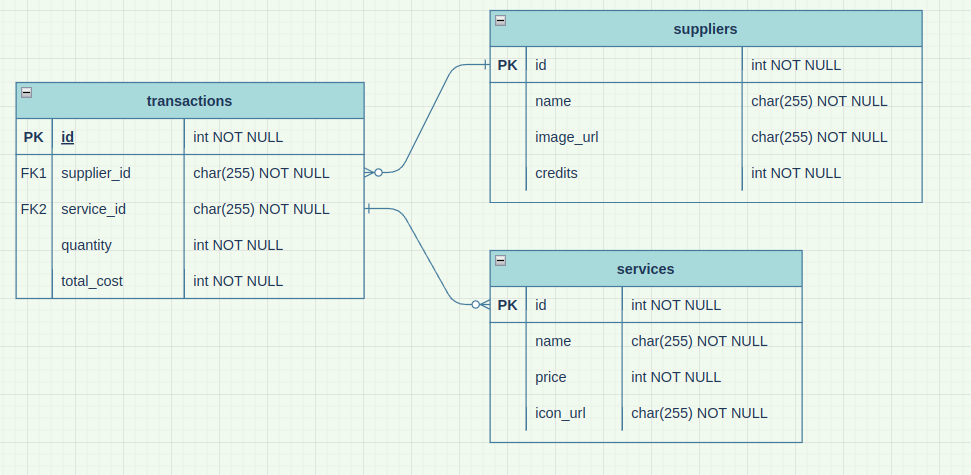 suppliers
PK id int NOT NULL
name char(255) NOT NULL
image_url char(255) NOT NULL
credits int NOT NULL
transactions
PK id int NOT NULL
FK1 supplier_id char(255) NOT NULL
FK2 service_id char(255) NOT NULL
quantity int NOT NULL
total_cost int NOT NULL
services
PK id int NOT NULL
name char(255) NOT NULL
price int NOT NULL
icon_url char(255) NOT NULL